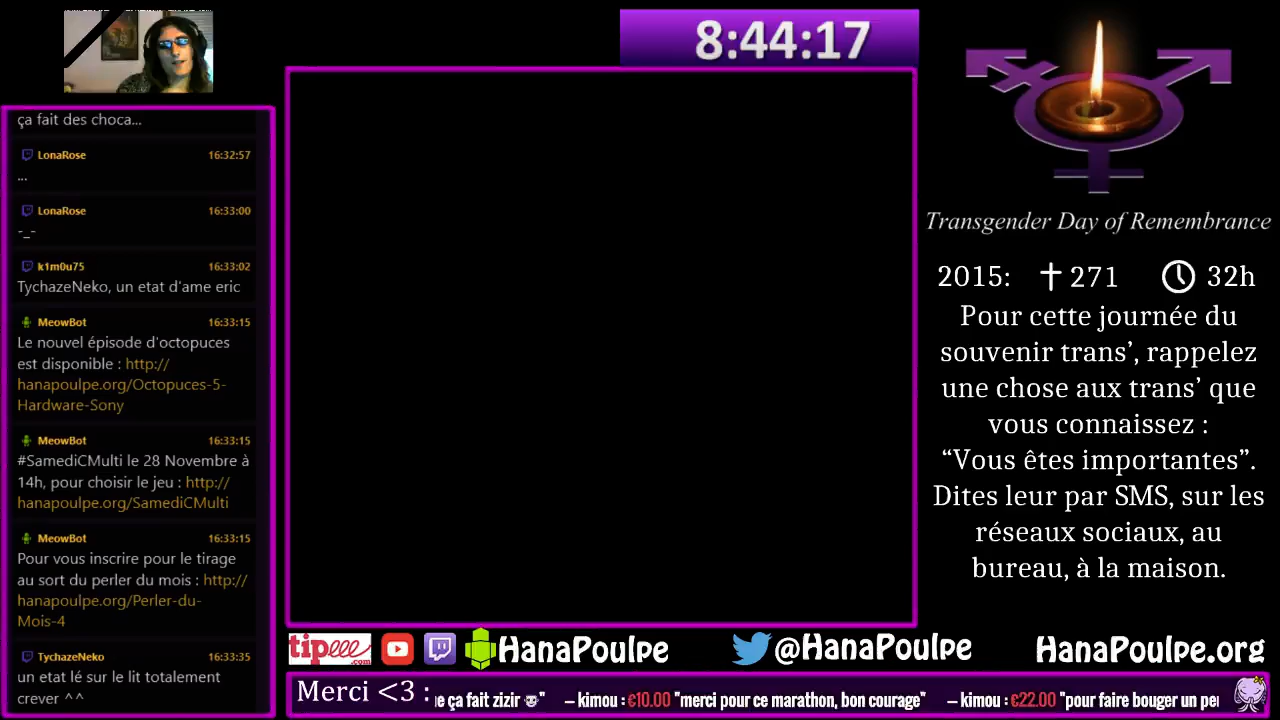 8:44:17
ça fait des choca...
LonaRose 16:32:57
...
LonaRose 16:33:00
-_-
k1m0u75 16:33:02
TychazeNeko, un etat d'ame eric
MeowBot 16:33:15
Le nouvel épisode d'octopuces
est disponible : http://
hanapoulpe.org/Octopuces-5-
Hardware-Sony
MeowBot 16:33:15
#SamediCMulti le 28 Novembre à
14h, pour choisir le jeu : http://
hanapoulpe.org/SamediCMulti
MeowBot 16:33:15
Pour vous inscrire pour le tirage
au sort du perler du mois : http://
hanapoulpe.org/Perler-du-
Mois-4
TychazeNeko 16:33:35
un etat lé sur le lit totalement
crever ^^
Transgender Day of Remembrance
2015: †271 32h
Pour cette journée du
souvenir trans’, rappelez
une chose aux trans’ que
vous connaissez :
“Vous êtes importantes”.
Dites leur par SMS, sur les
réseaux sociaux, au
bureau, à la maison.
tipeee.com HanaPoulpe @HanaPoulpe HanaPoulpe.org
Merci <3 : e ça fait zizir " – kimou : €10.00 "merci pour ce marathon, bon courage" – kimou : €22.00 "pour faire bouger un pe